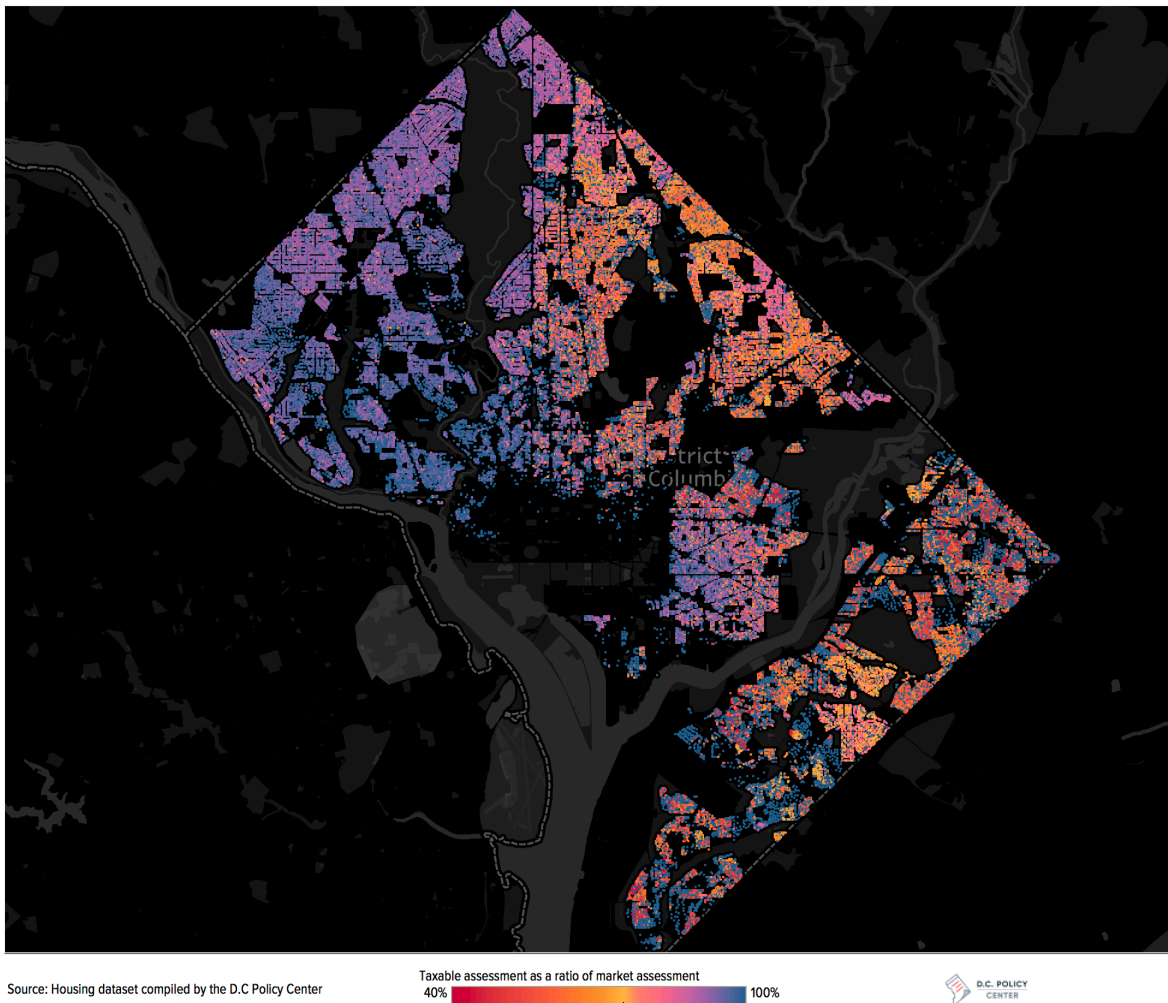 trict
Columb
Taxable assessment as a ratio of market assessment
Source: Housing dataset compiled by the D.C Policy Center
40%
100%
D.C. POLICY
CENTER